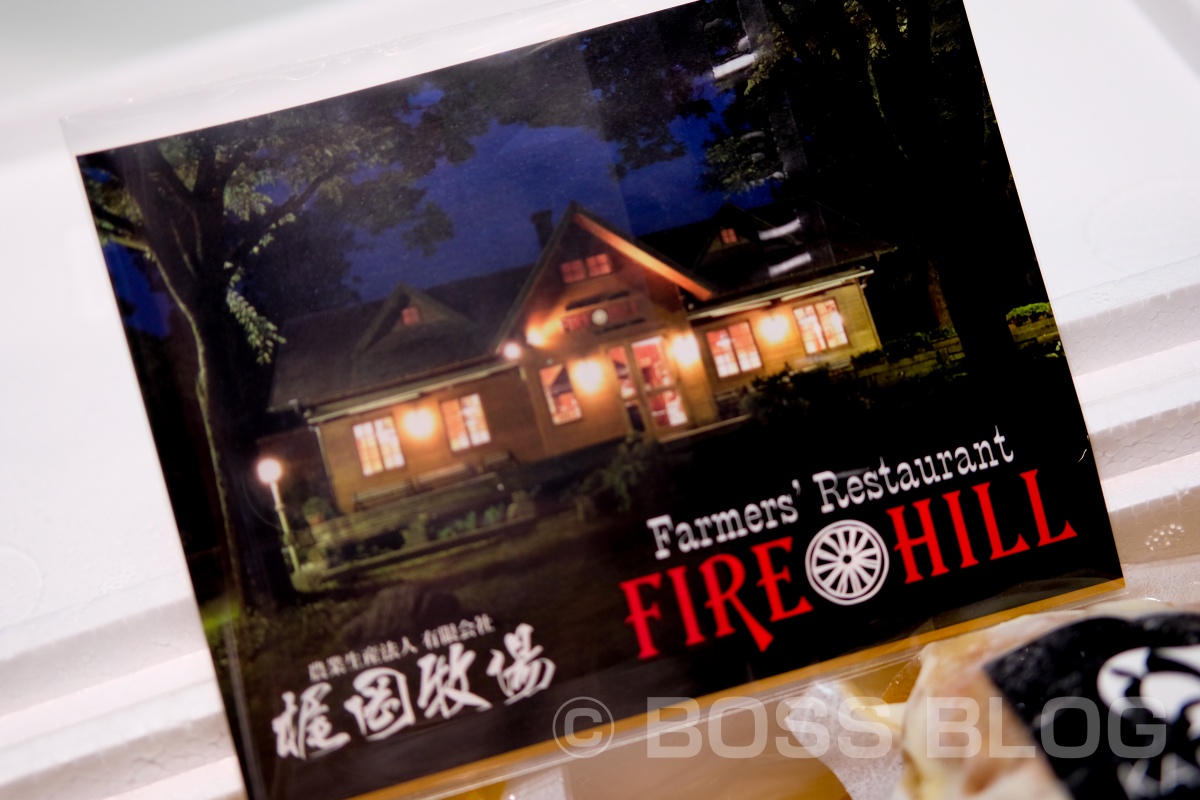 Farmers' Restaurant
FIRE HILL
農業生産法人 有限会社
梶岡牧場
© BOSS BLOG